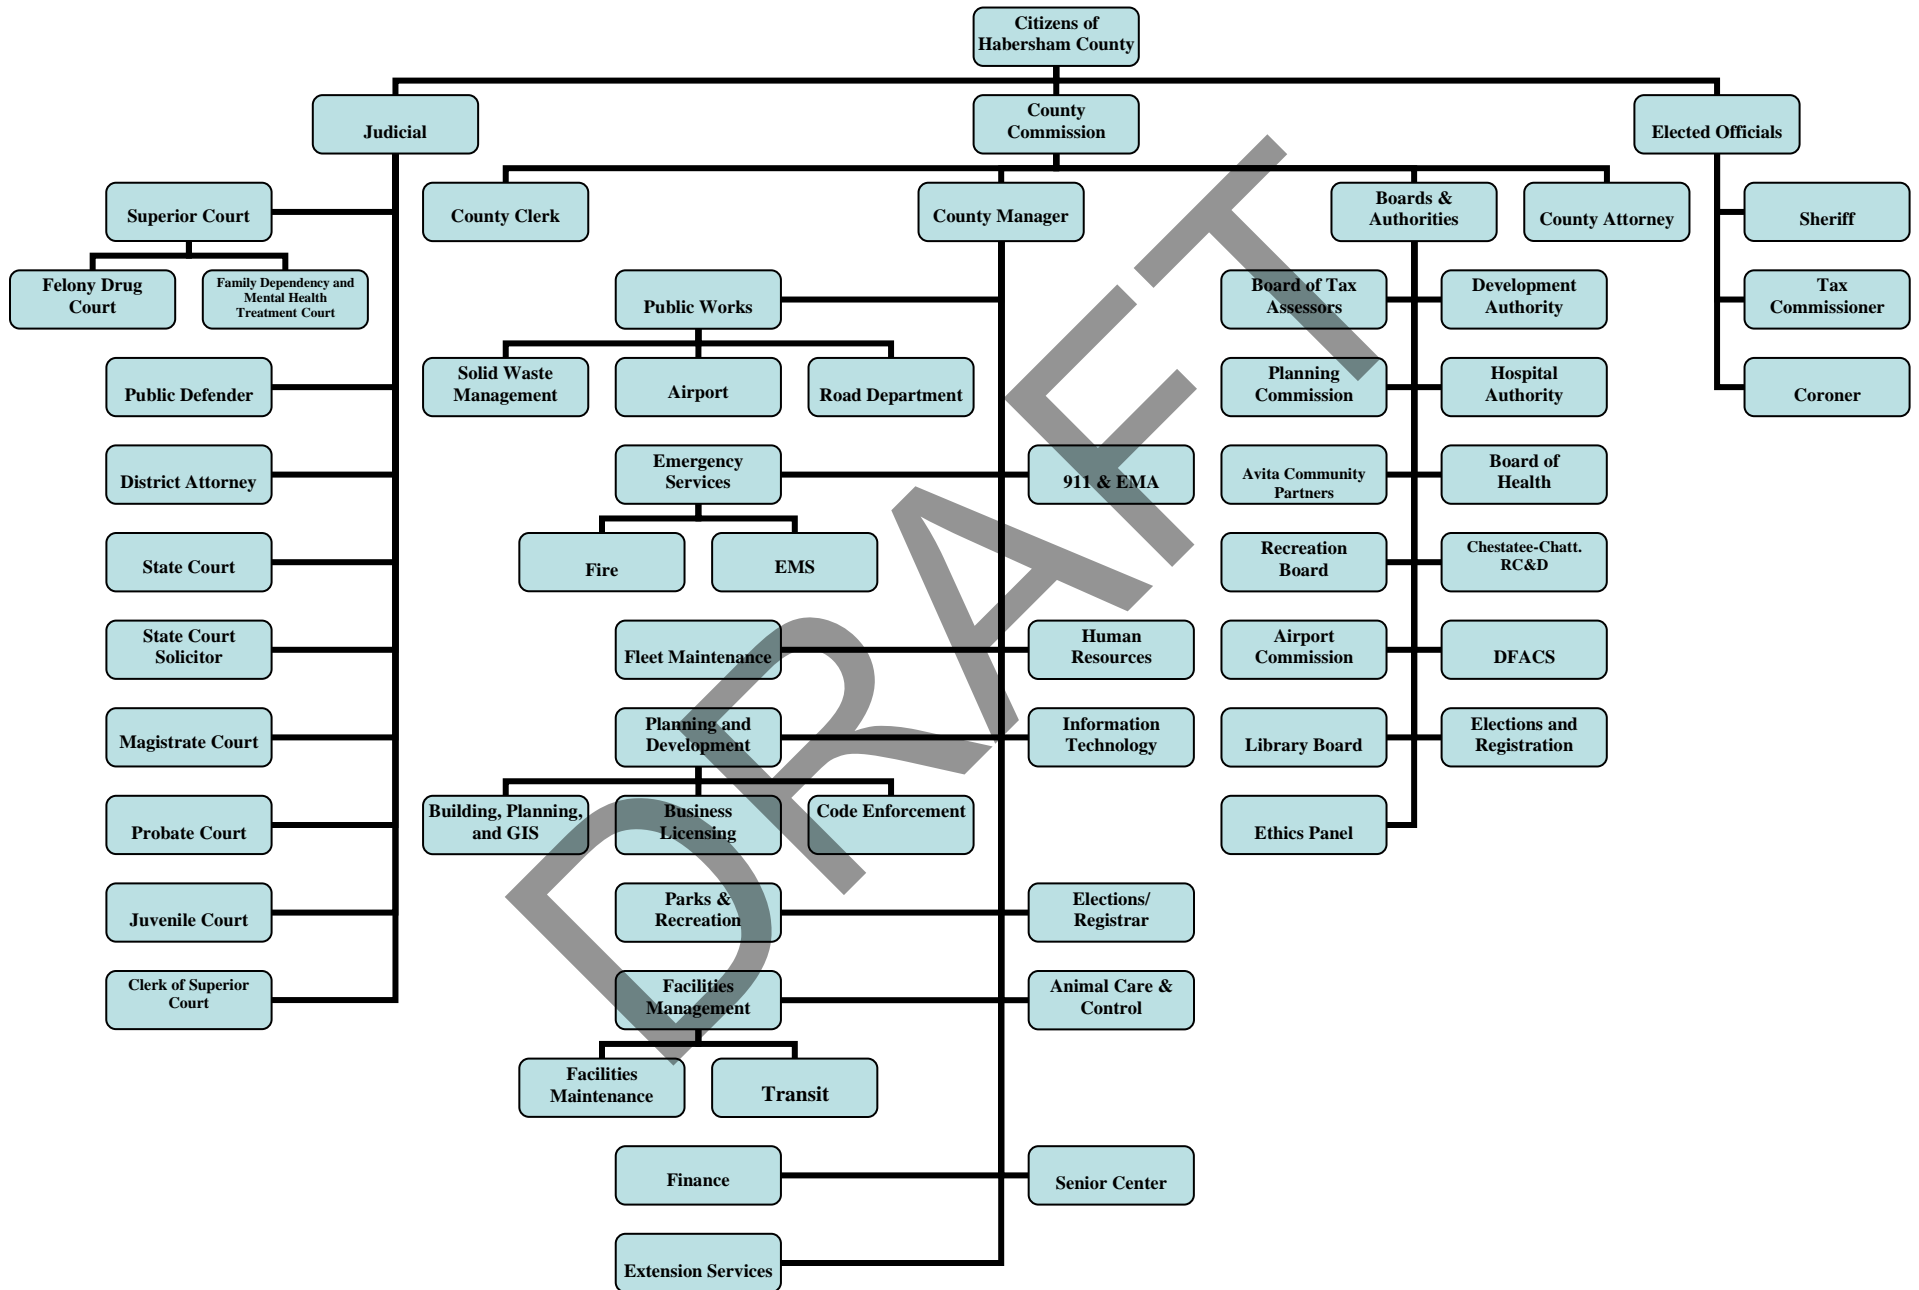 Citizens of
Habersham County
Judicial
County
Commission
Elected Officials
Superior Court
County Clerk
County Manager
Boards &
Authorities
County Attorney
Sheriff
Felony Drug
Court
Family Dependency and
Mental Health
Treatment Court
Public Works
Board of Tax
Assessors
Development
Authority
Tax
Commissioner
Public Defender
Solid Waste
Management
Airport
Road Department
Planning
Commission
Hospital
Authority
Coroner
District Attorney
Emergency
Services
911 & EMA
Avita Community
Partners
Board of
Health
State Court
Fire
EMS
Recreation
Board
Chestatee-Chatt.
RC&D
State Court
Solicitor
Fleet Maintenance
Human
Resources
Airport
Commission
DFACS
Magistrate Court
Planning and
Development
Information
Technology
Library Board
Elections and
Registration
Probate Court
Building, Planning,
and GIS
Business
Licensing
Code Enforcement
Ethics Panel
Juvenile Court
Parks &
Recreation
Elections/
Registrar
Clerk of Superior
Court
Facilities
Management
Animal Care &
Control
Facilities
Maintenance
Transit
Finance
Senior Center
Extension Services
DRAFT